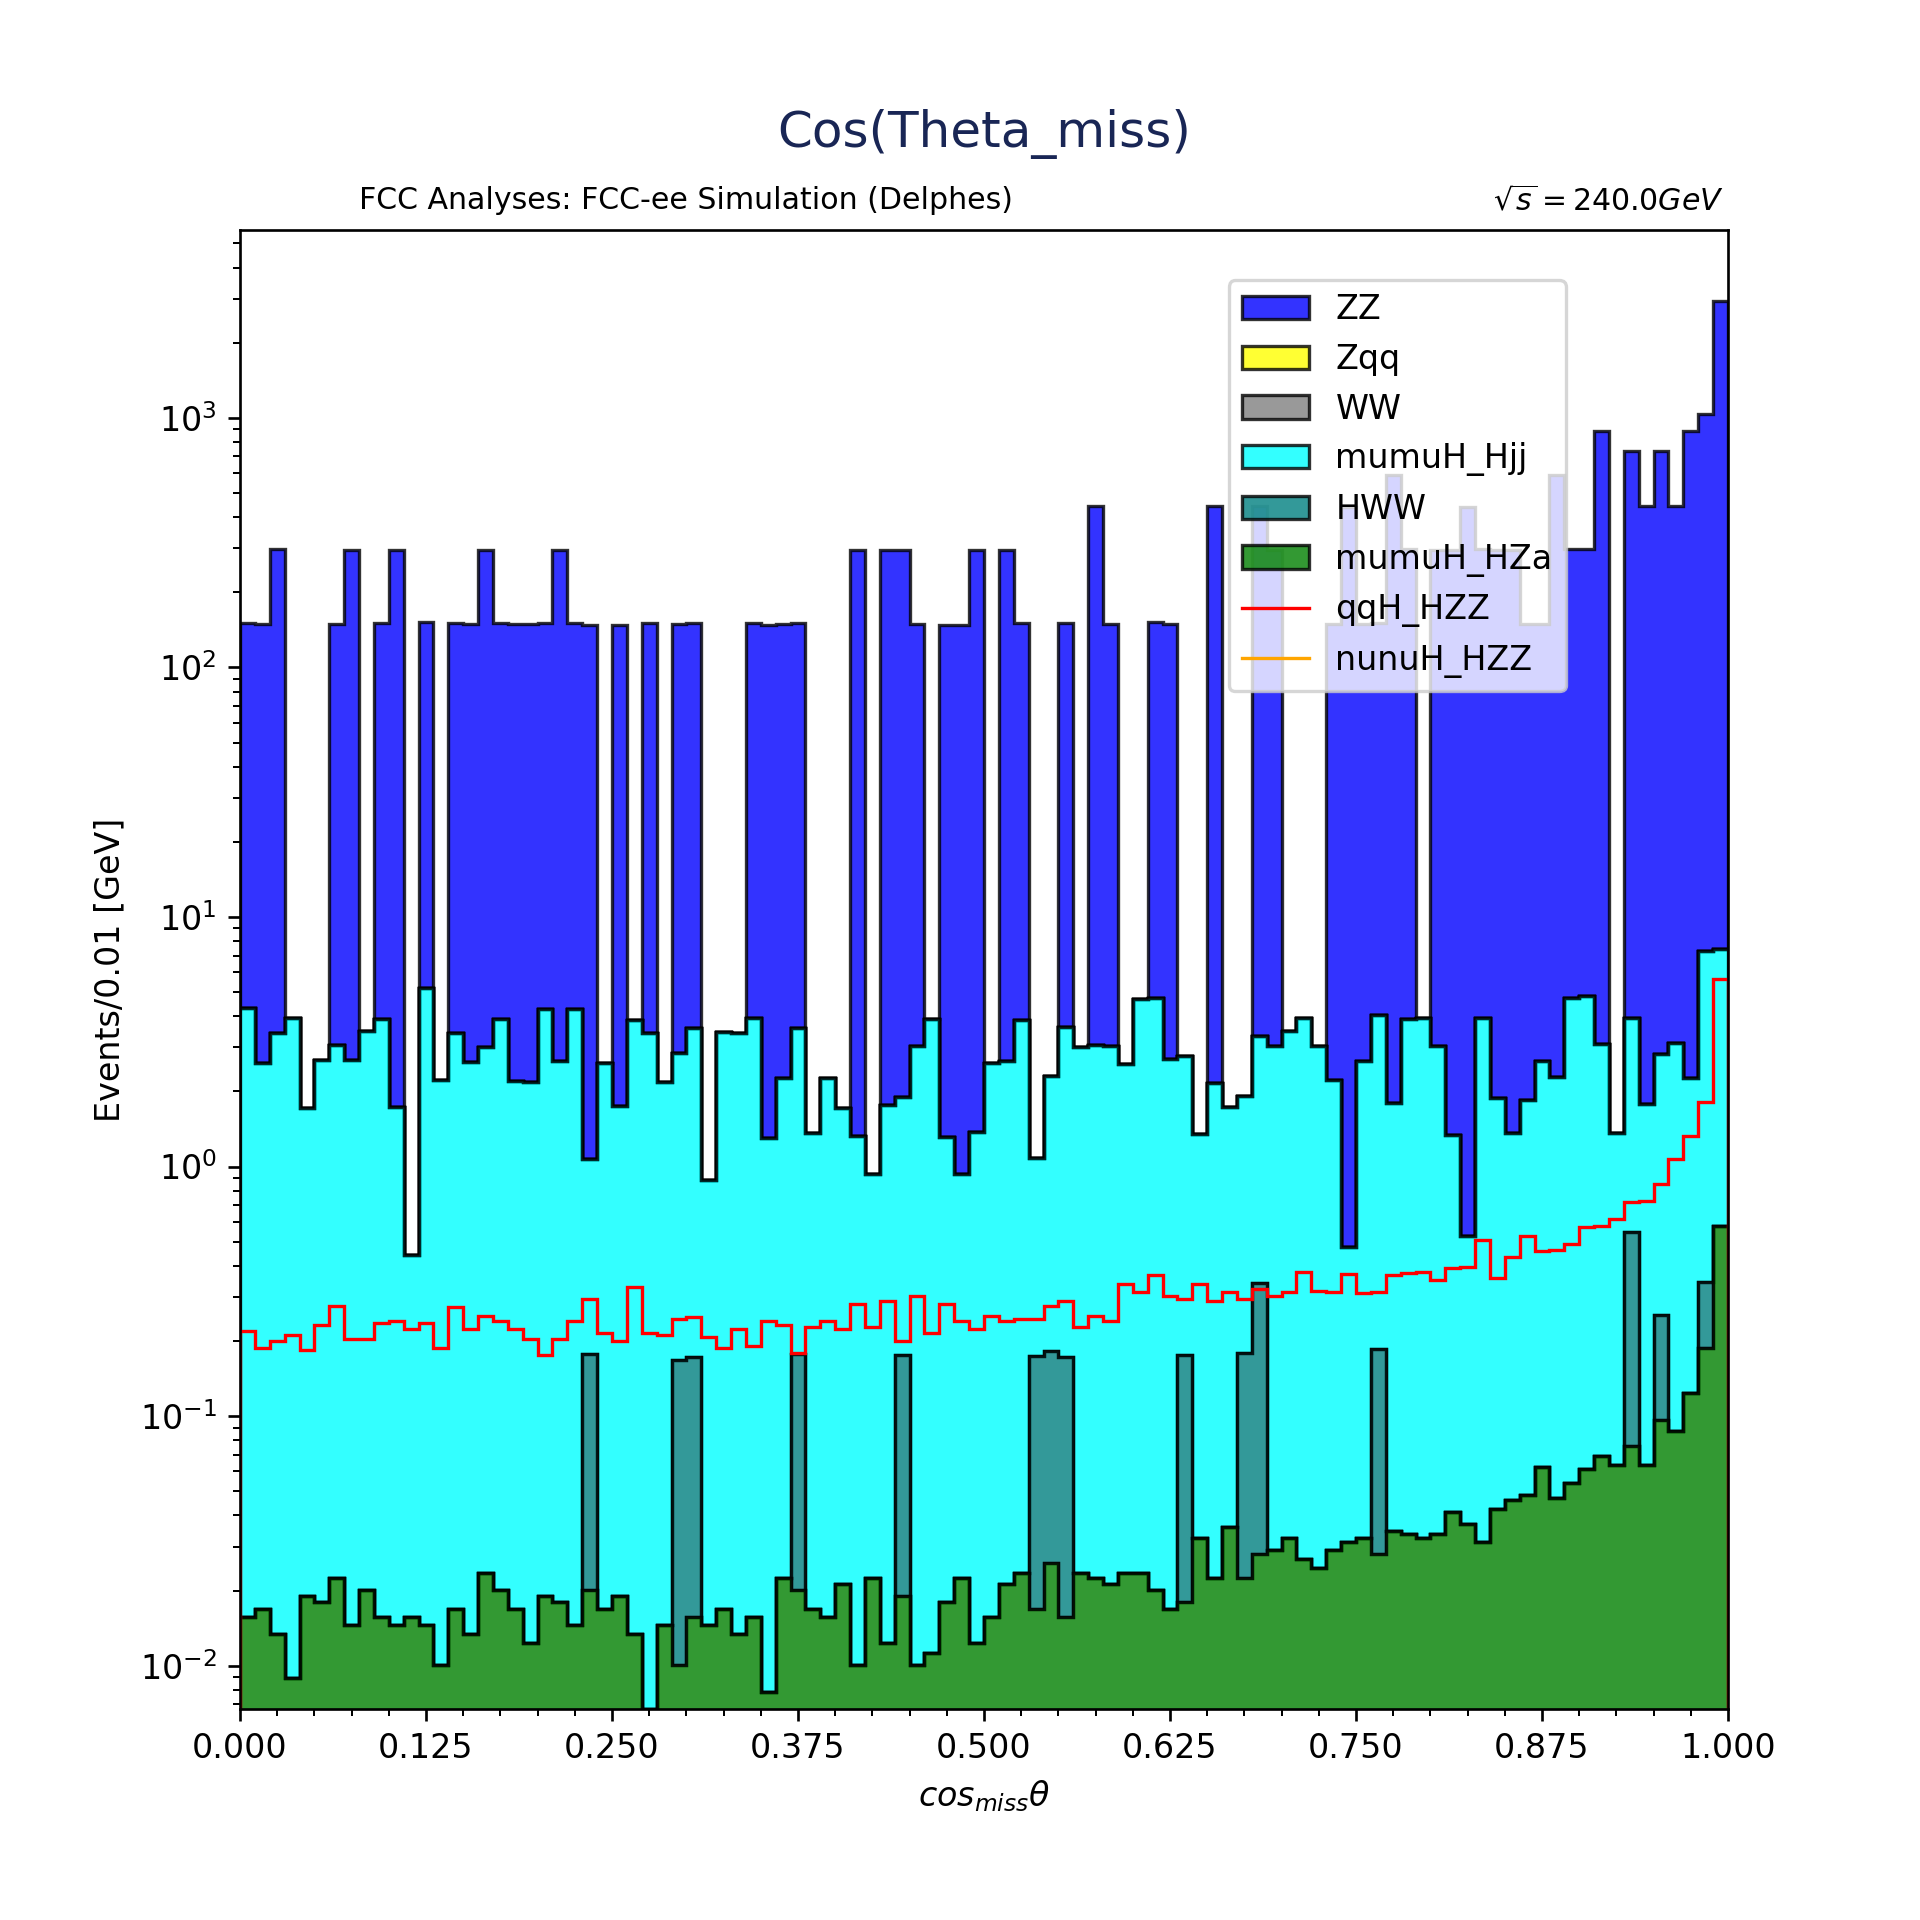 Cos(Theta_miss)
FCC Analyses: FCC-ee Simulation (Delphes)
√s = 240.0GeV
ZZ
Zqq
WW
mumuH_Hjj
HWW
mumuH_HZa
qqH_HZZ
nunuH_HZZ
Events/0.01 [GeV]
10³
10²
10¹
10⁰
10⁻¹
10⁻²
0.000 0.125 0.250 0.375 0.500 0.625 0.750 0.875 1.000
cos_miss θ